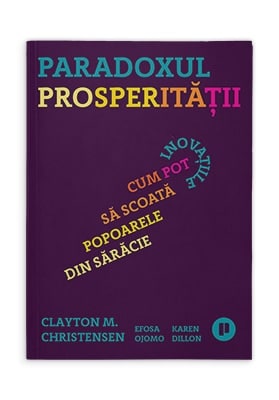 PARADOXUL
PROSPERITĂȚII
CUM POT INOVAȚIILE
SĂ SCOATĂ
POPOARELE
DIN SĂRĂCIE
CLAYTON M.
CHRISTENSEN
EFOSA
OJOMO
KAREN
DILLON